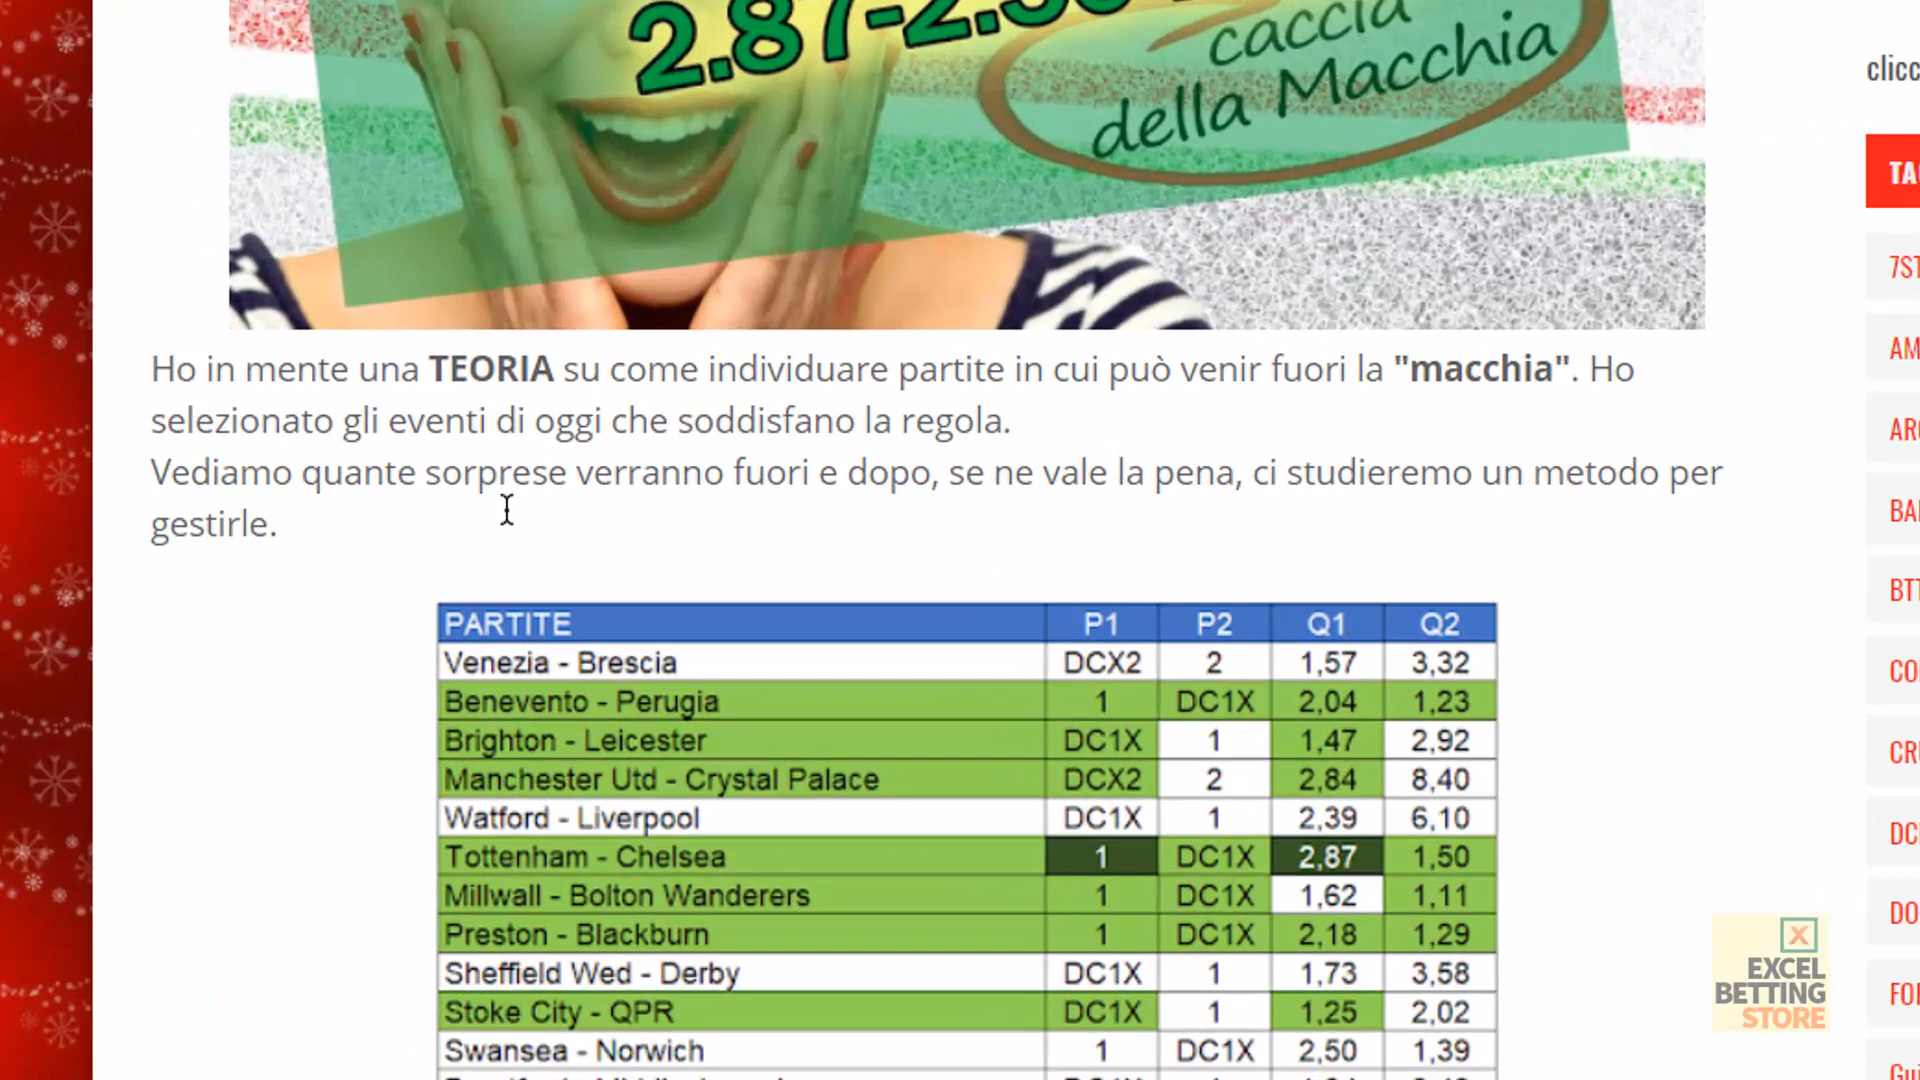 2.87-2.
caccia
della Macchia
clicc
TA
Ho in mente una TEORIA su come individuare partite in cui può venir fuori la "macchia". Ho
selezionato gli eventi di oggi che soddisfano la regola.
Vediamo quante sorprese verranno fuori e dopo, se ne vale la pena, ci studieremo un metodo per
gestirle.
PARTITE P1 P2 Q1 Q2
Venezia - Brescia DCX2 2 1,57 3,32
Benevento - Perugia 1 DC1X 2,04 1,23
Brighton - Leicester DC1X 1 1,47 2,92
Manchester Utd - Crystal Palace DCX2 2 2,84 8,40
Watford - Liverpool DC1X 1 2,39 6,10
Tottenham - Chelsea 1 DC1X 2,87 1,50
Millwall - Bolton Wanderers 1 DC1X 1,62 1,11
Preston - Blackburn 1 DC1X 2,18 1,29
Sheffield Wed - Derby DC1X 1 1,73 3,58
Stoke City - QPR DC1X 1 1,25 2,02
Swansea - Norwich 1 DC1X 2,50 1,39
7ST
AM
ARG
BA
BTT
CO
CR
DC
DO
FO
Gui
X
EXCEL
BETTING
STORE